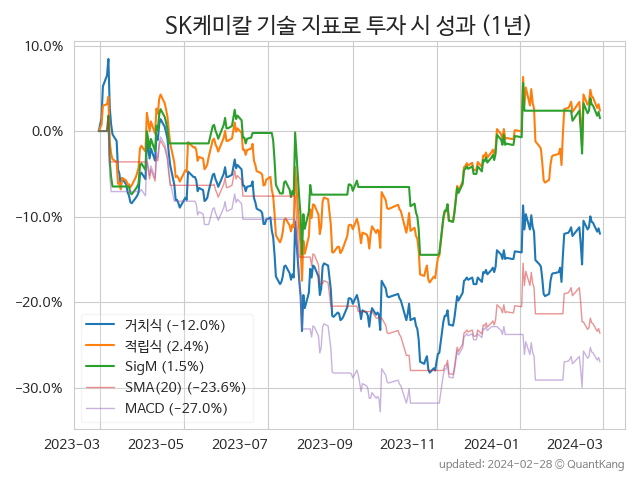 SK케미칼 기술 지표로 투자 시 성과 (1년)
10.0%
0.0%
−10.0%
−20.0%
−30.0%
거치식 (−12.0%)
적립식 (2.4%)
SigM (1.5%)
SMA(20) (−23.6%)
MACD (−27.0%)
2023-03 2023-05 2023-07 2023-09 2023-11 2024-01 2024-03
updated: 2024-02-28 © QuantKang